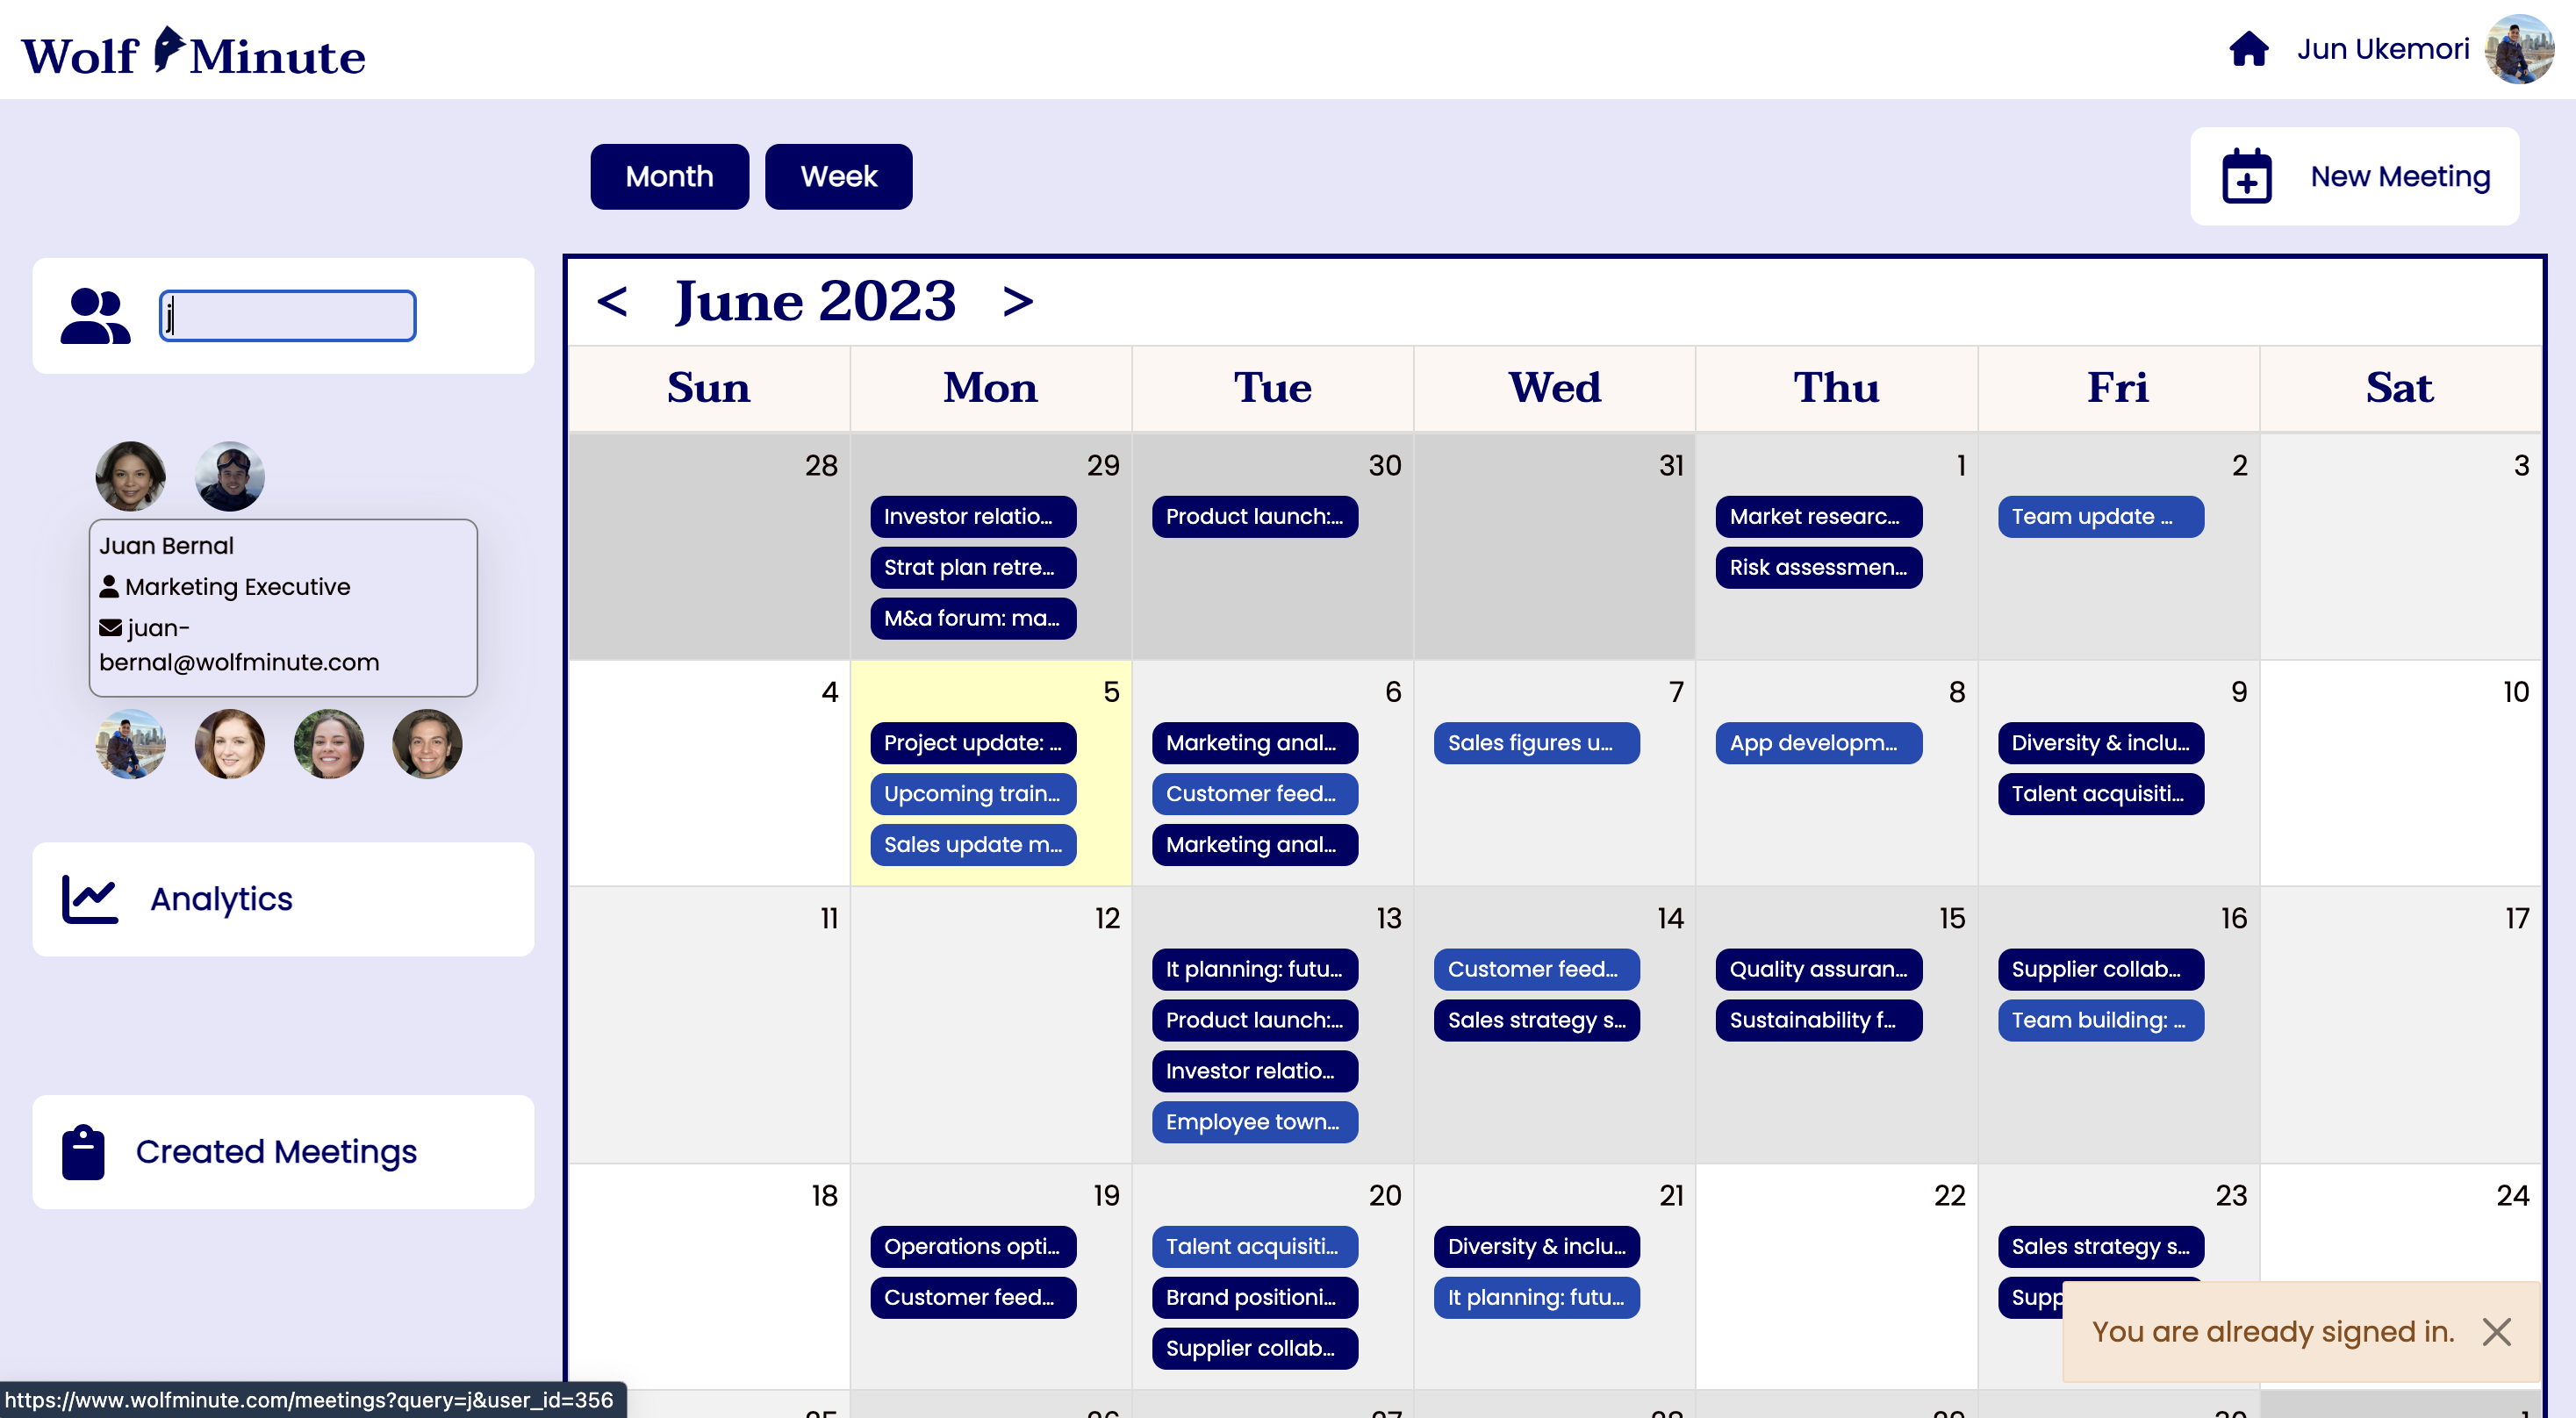 Wolf Minute
Jun Ukemori
Month
Week
New Meeting
j
Juan Bernal
Marketing Executive
juan-
bernal@wolfminute.com
Analytics
Created Meetings
< June 2023 >
Sun Mon Tue Wed Thu Fri Sat
28 29 30 31 1 2 3
Investor relatio... Product launch:... Market researc... Team update ...
Strat plan retre... Risk assessmen...
M&a forum: ma...
4 5 6 7 8 9 10
Project update: ... Marketing anal... Sales figures u... App developm... Diversity & inclu...
Upcoming train... Customer feed... Talent acquisiti...
Sales update m... Marketing anal...
11 12 13 14 15 16 17
It planning: futu... Customer feed... Quality assuran... Supplier collab...
Product launch:... Sales strategy s... Sustainability f... Team building: ...
Investor relatio...
Employee town...
18 19 20 21 22 23 24
Operations opti... Talent acquisiti... Diversity & inclu... Sales strategy s...
Customer feed... Brand positioni... It planning: futu... Supp
Supplier collab...
You are already signed in.
https://www.wolfminute.com/meetings?query=j&user_id=356